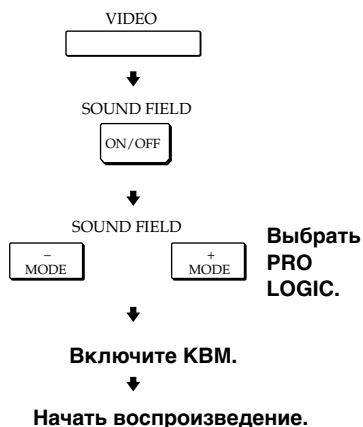 VIDEO
SOUND FIELD
ON/OFF
SOUND FIELD
–
MODE
+
MODE
Выбрать
PRO
LOGIC.
Включите КВМ.
Начать воспроизведение.